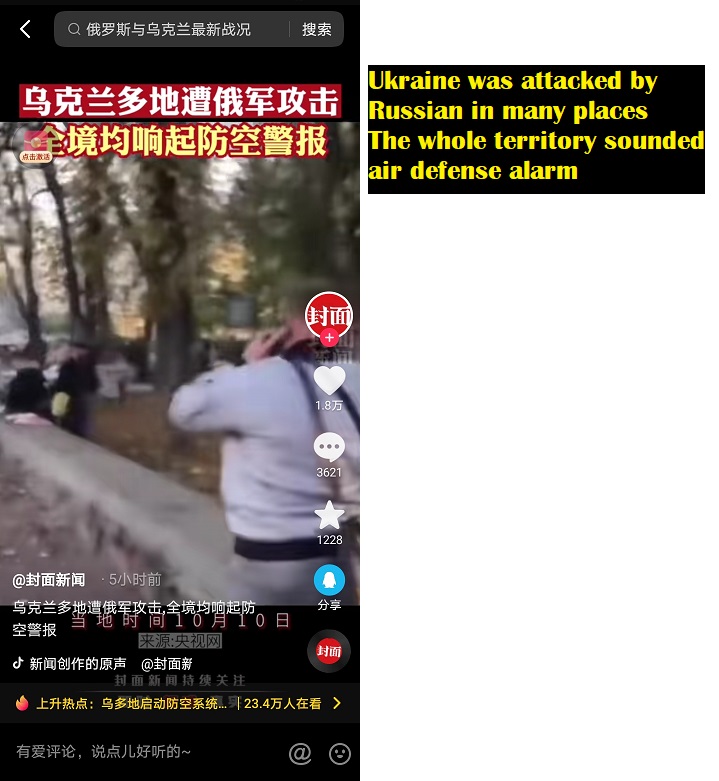 俄罗斯与乌克兰最新战况
搜索
乌克兰多地遭俄军攻击
全境均响起防空警报
点击激活
封面
1.8万
3621
1228
分享
@封面新闻 · 5小时前
乌克兰多地遭俄军攻击,全境均响起防
空警报
当地时间10月10日
来源:央视网
封面
新闻创作的原声 @封面新
封面新闻持续关注
上升热点：乌多地启动防空系统... 23.4万人在看
有爱评论，说点儿好听的~
Ukraine was attacked by
Russian in many places
The whole territory sounded
air defense alarm